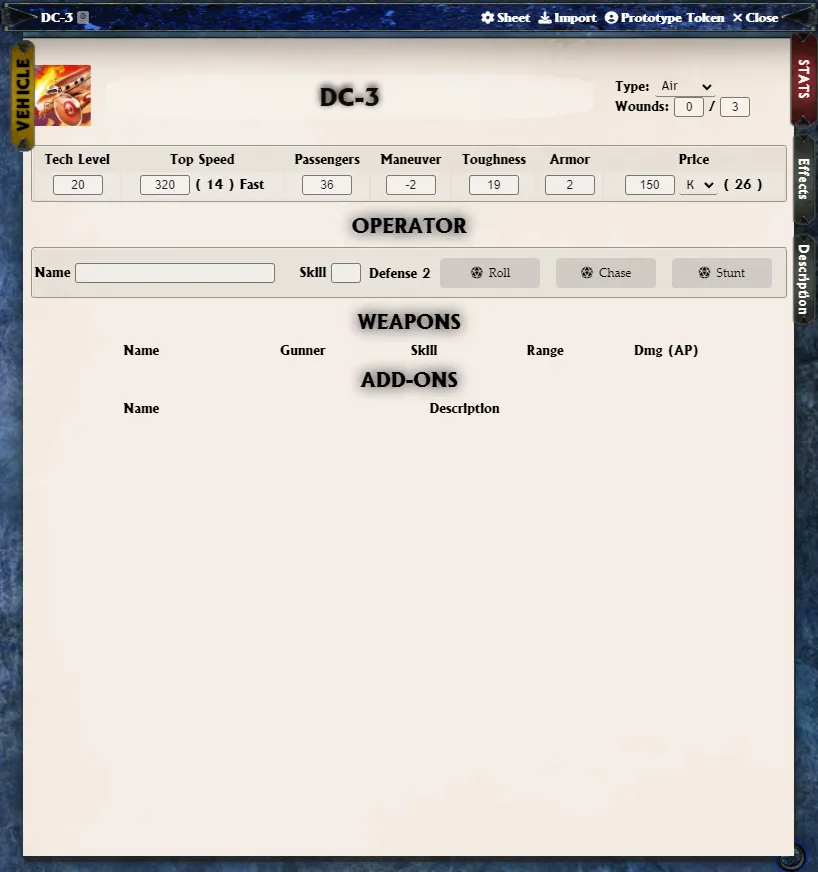 DC-3 Sheet Import Prototype Token Close
VEHICLE
STATS
Effects
Description
DC-3
Type: Air
Wounds: 0 / 3
Tech Level Top Speed Passengers Maneuver Toughness Armor Price
20 320 ( 14 ) Fast 36 -2 19 2 150 K ( 26 )
OPERATOR
Name Skill Defense 2 Roll Chase Stunt
WEAPONS
Name Gunner Skill Range Dmg (AP)
ADD-ONS
Name Description